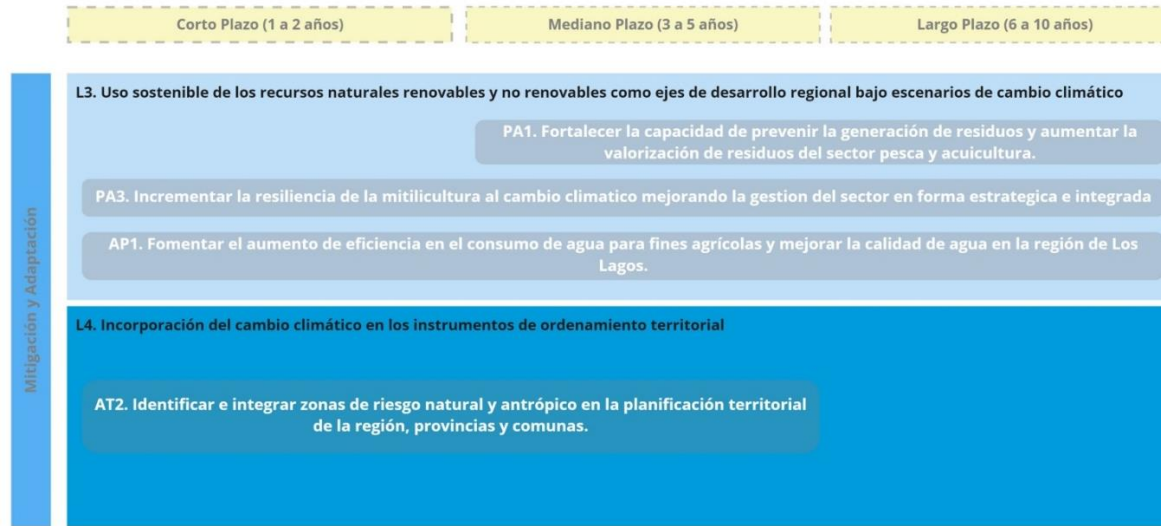 Corto Plazo (1 a 2 años)
Mediano Plazo (3 a 5 años)
Largo Plazo (6 a 10 años)
Mitigación y Adaptación
L3. Uso sostenible de los recursos naturales renovables y no renovables como ejes de desarrollo regional bajo escenarios de cambio climático
PA1. Fortalecer la capacidad de prevenir la generación de residuos y aumentar la
valorización de residuos del sector pesca y acuicultura.
PA3. Incrementar la resiliencia de la mitilicultura al cambio climatico mejorando la gestion del sector en forma estrategica e integrada
AP1. Fomentar el aumento de eficiencia en el consumo de agua para fines agrícolas y mejorar la calidad de agua en la región de Los
Lagos.
L4. Incorporación del cambio climático en los instrumentos de ordenamiento territorial
AT2. Identificar e integrar zonas de riesgo natural y antrópico en la planificación territorial
de la región, provincias y comunas.